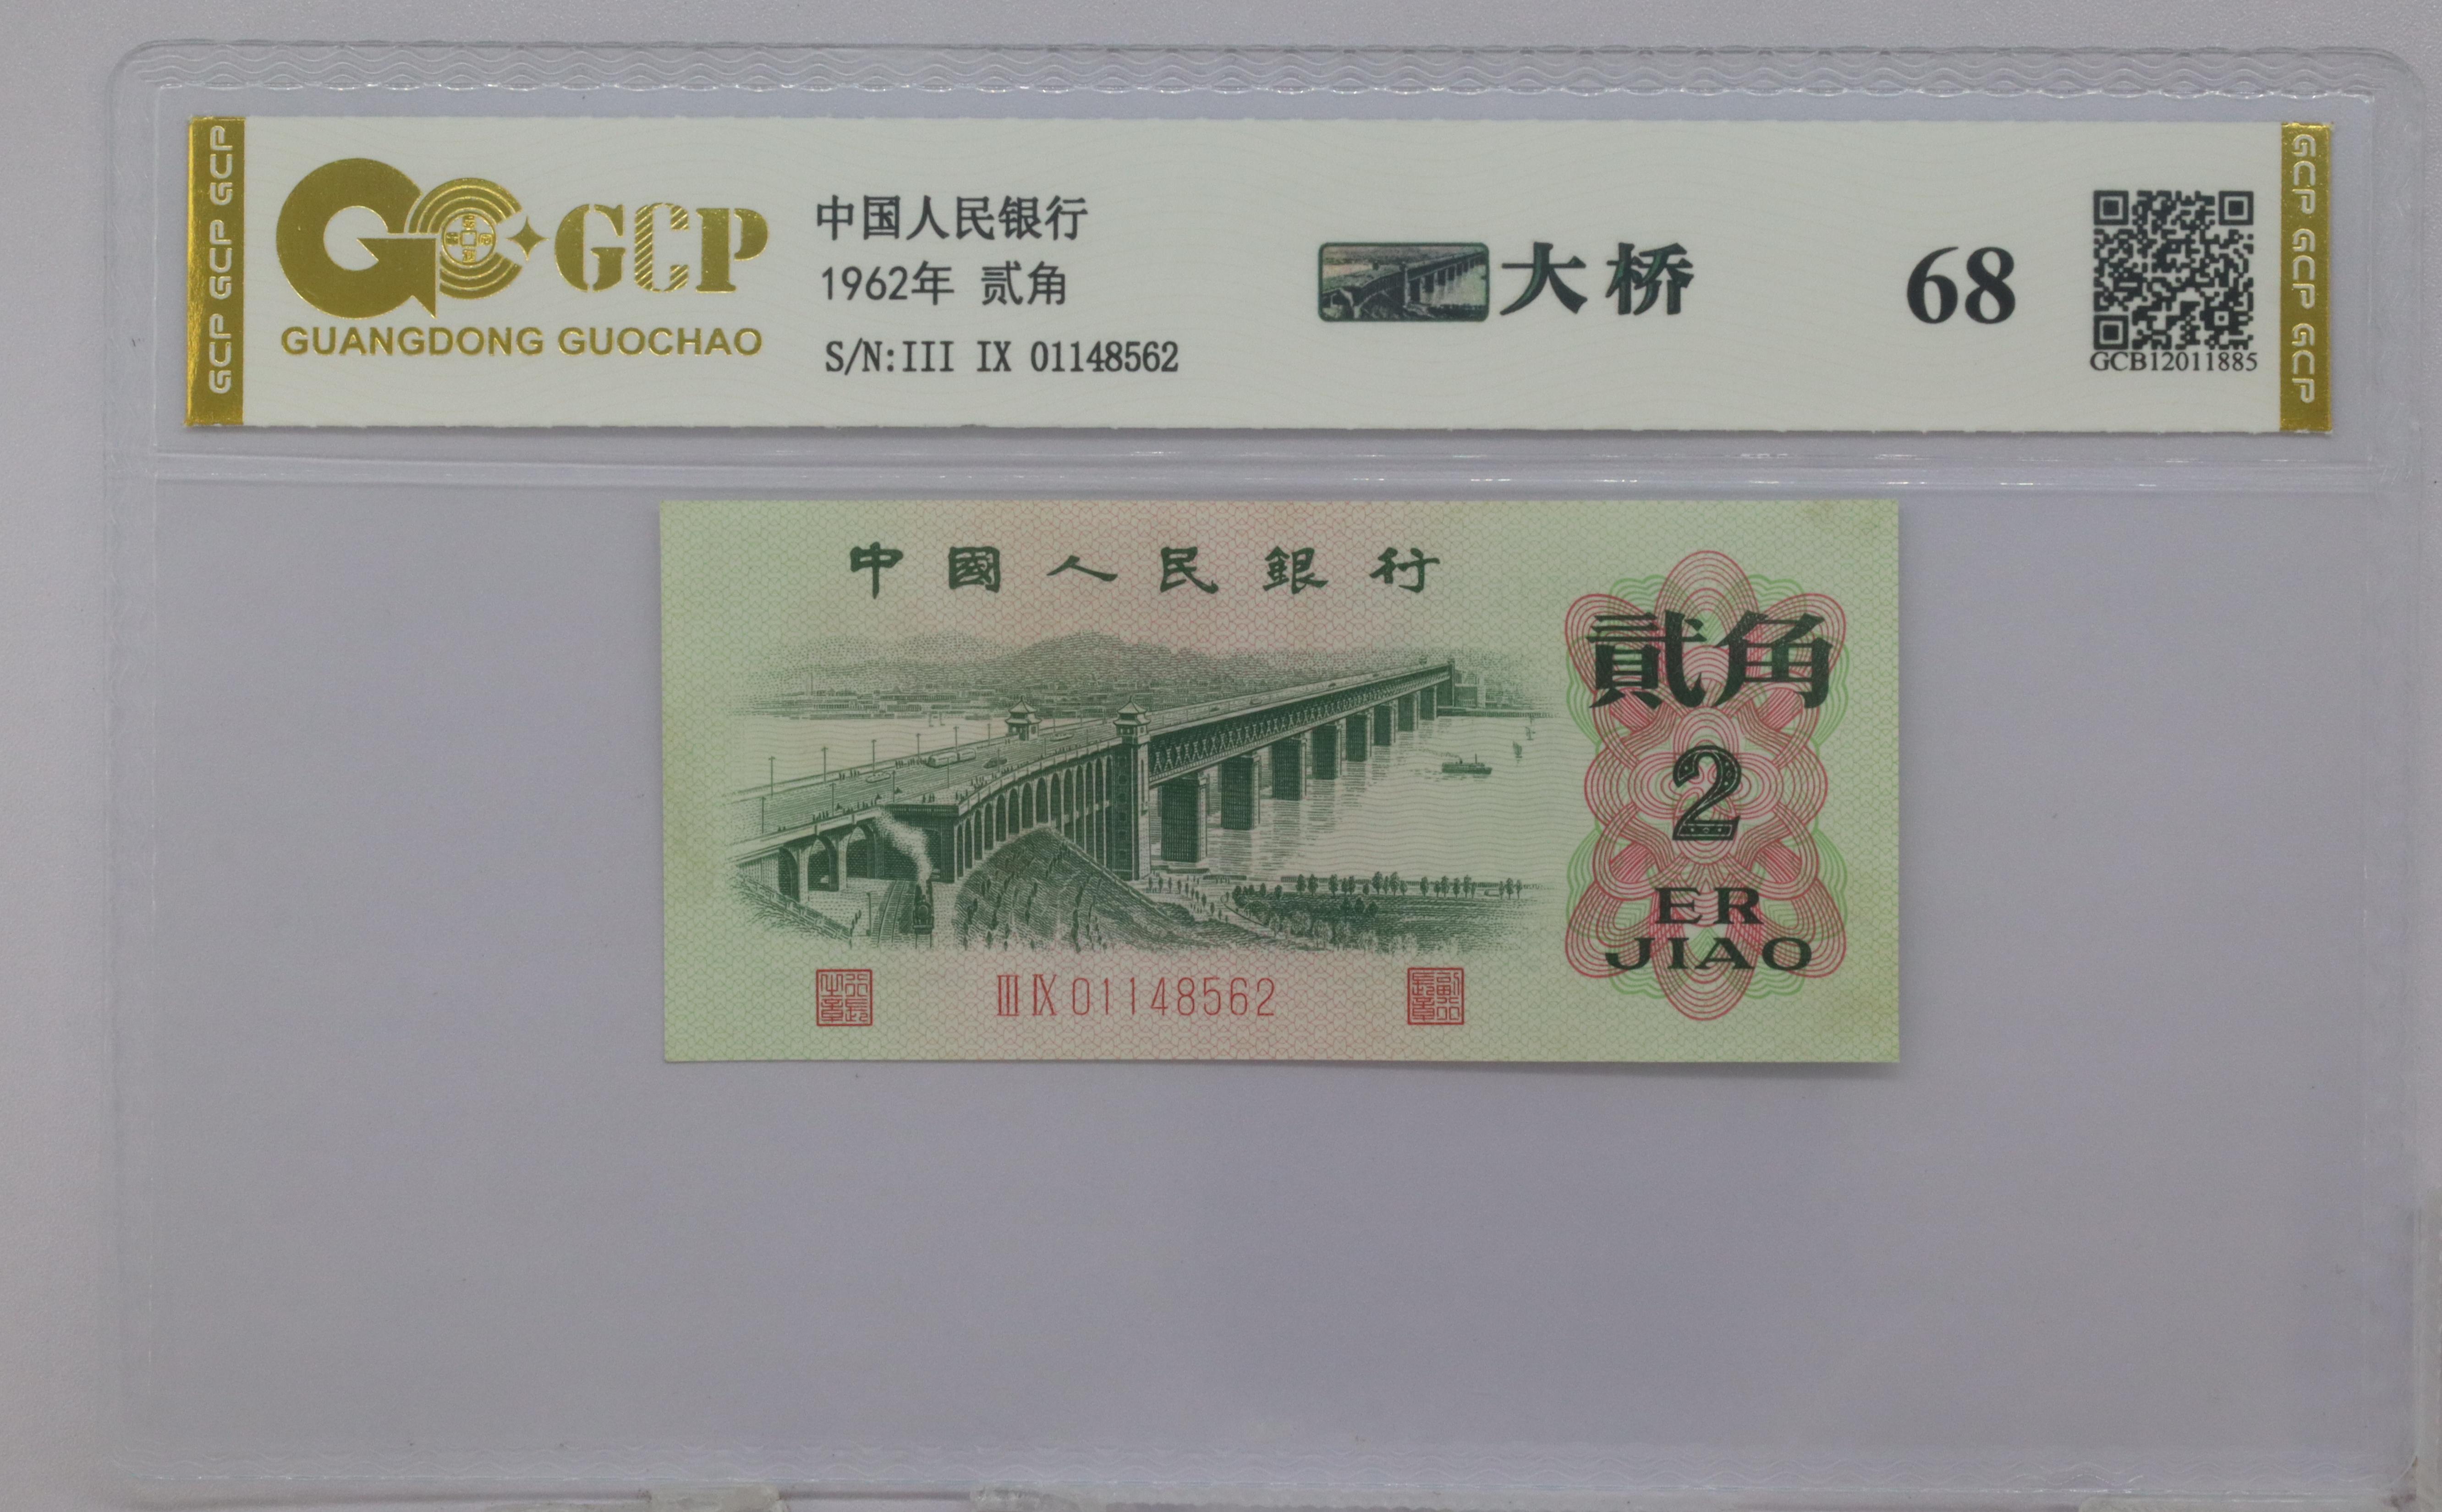 GCP GCP GCP
GCP
GUANGDONG GUOCHAO
中国人民银行
1962年 贰角
S/N:III IX 01148562
大桥
68
GCB12011885
GCP GCP GCP
中國人民銀行
貳角
2
ER
JIAO
III IX 01148562